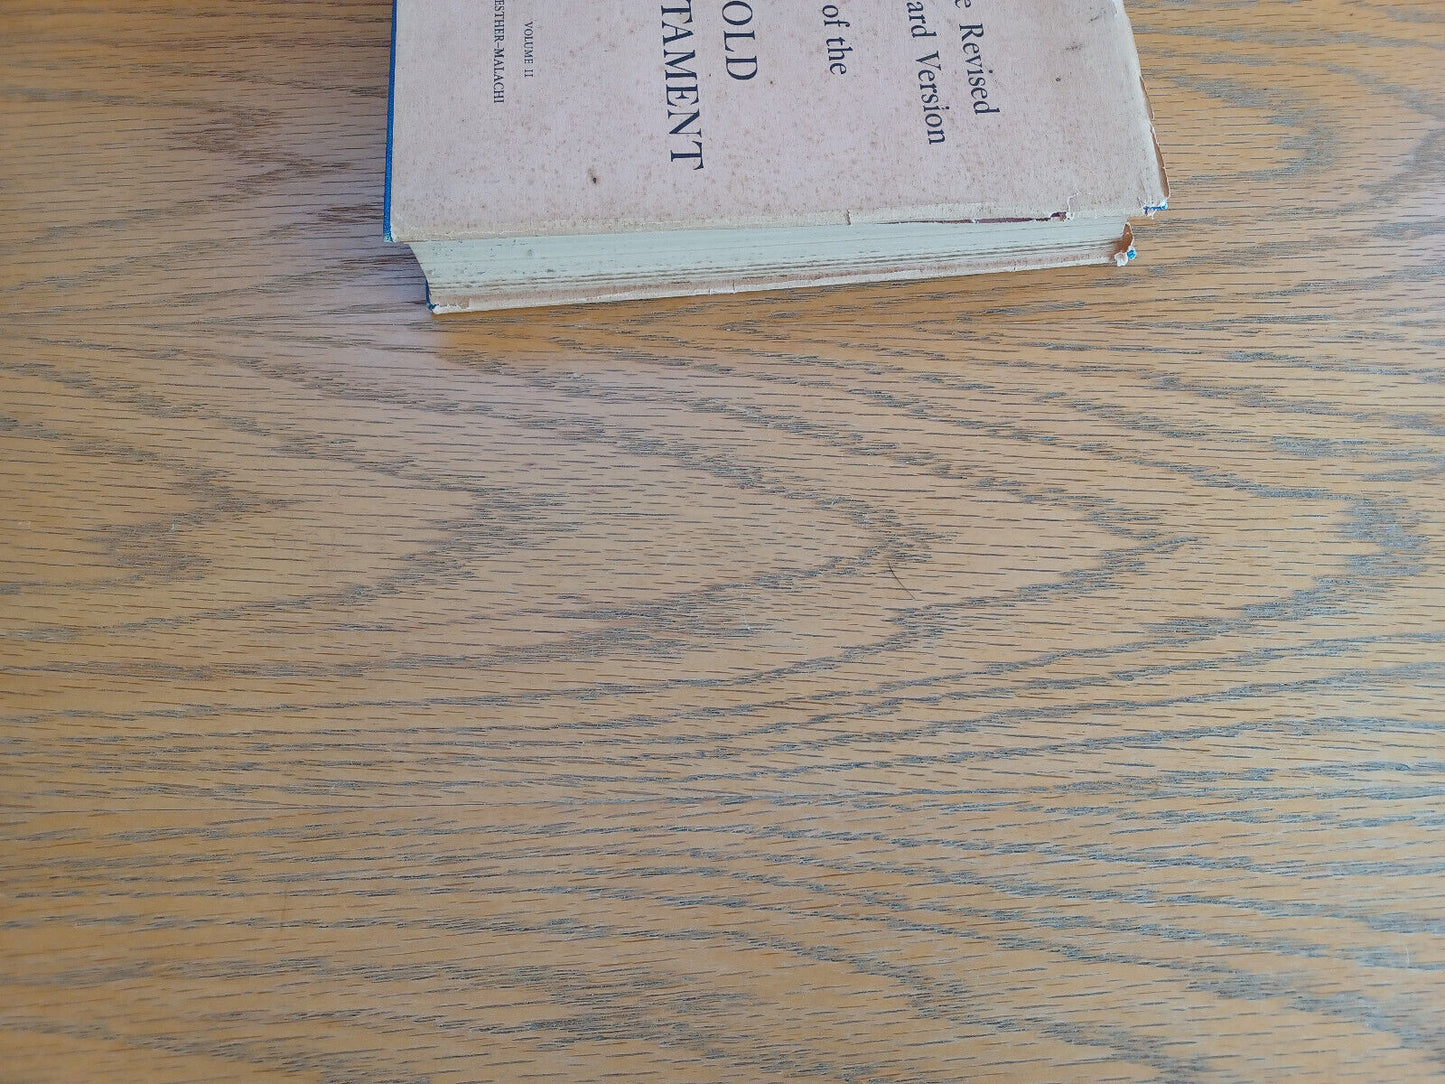 e Revised
ard Version
of the
OLD
TAMENT
VOLUME II
ESTHER–MALACHI